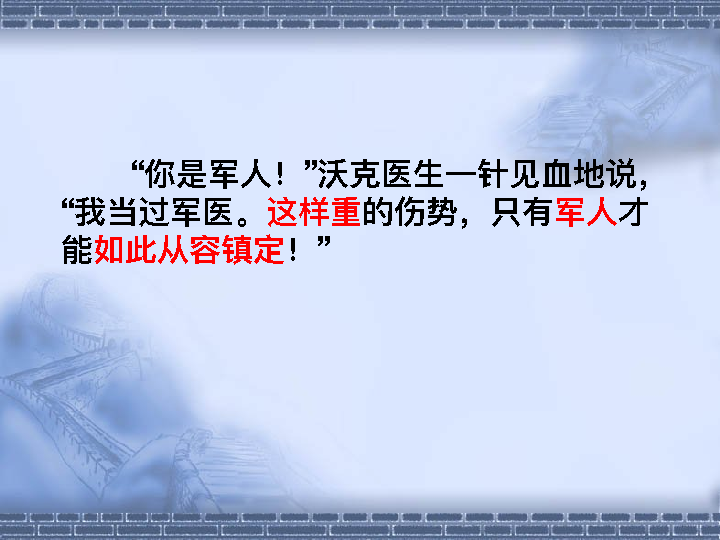 “你是军人！”沃克医生一针见血地说，
“我当过军医。这样重的伤势，只有军人才
能如此从容镇定！”